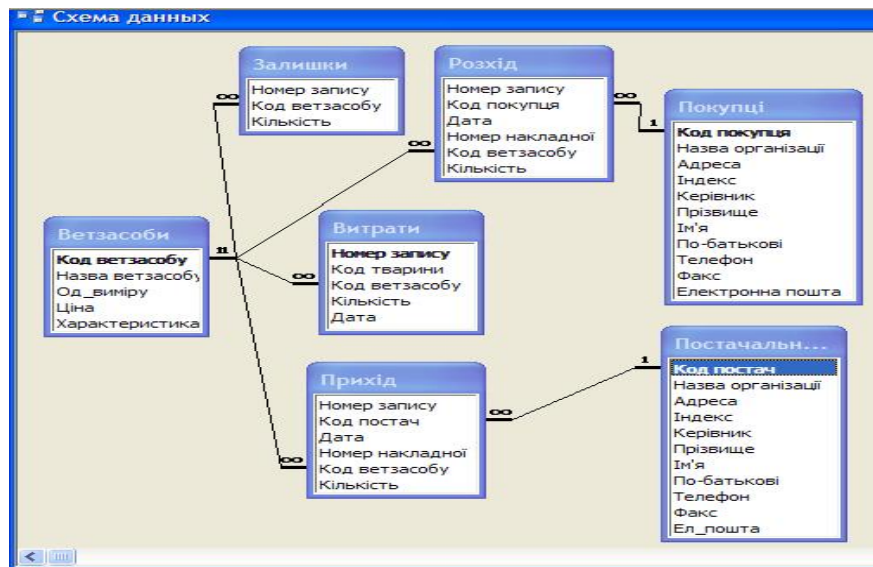 Схема данных
Залишки
Номер запису
Код ветзасобу
Кількість
Розхід
Номер запису
Код покупця
Дата
Номер накладної
Код ветзасобу
Кількість
Покупці
Код покупця
Назва організації
Адреса
Індекс
Керівник
Прізвище
Ім'я
По-батькові
Телефон
Факс
Електронна пошта
Ветзасоби
Код ветзасобу
Назва ветзасобу
Од_виміру
Ціна
Характеристика
Витрати
Номер запису
Код тварини
Код ветзасобу
Кількість
Дата
Прихід
Номер запису
Код постач
Дата
Номер накладної
Код ветзасобу
Кількість
Постачальн...
Код постач
Назва організації
Адреса
Індекс
Керівник
Прізвище
Ім'я
По-батькові
Телефон
Факс
Ел_пошта
∞
∞
∞
1
∞
11
∞
∞
∞
1